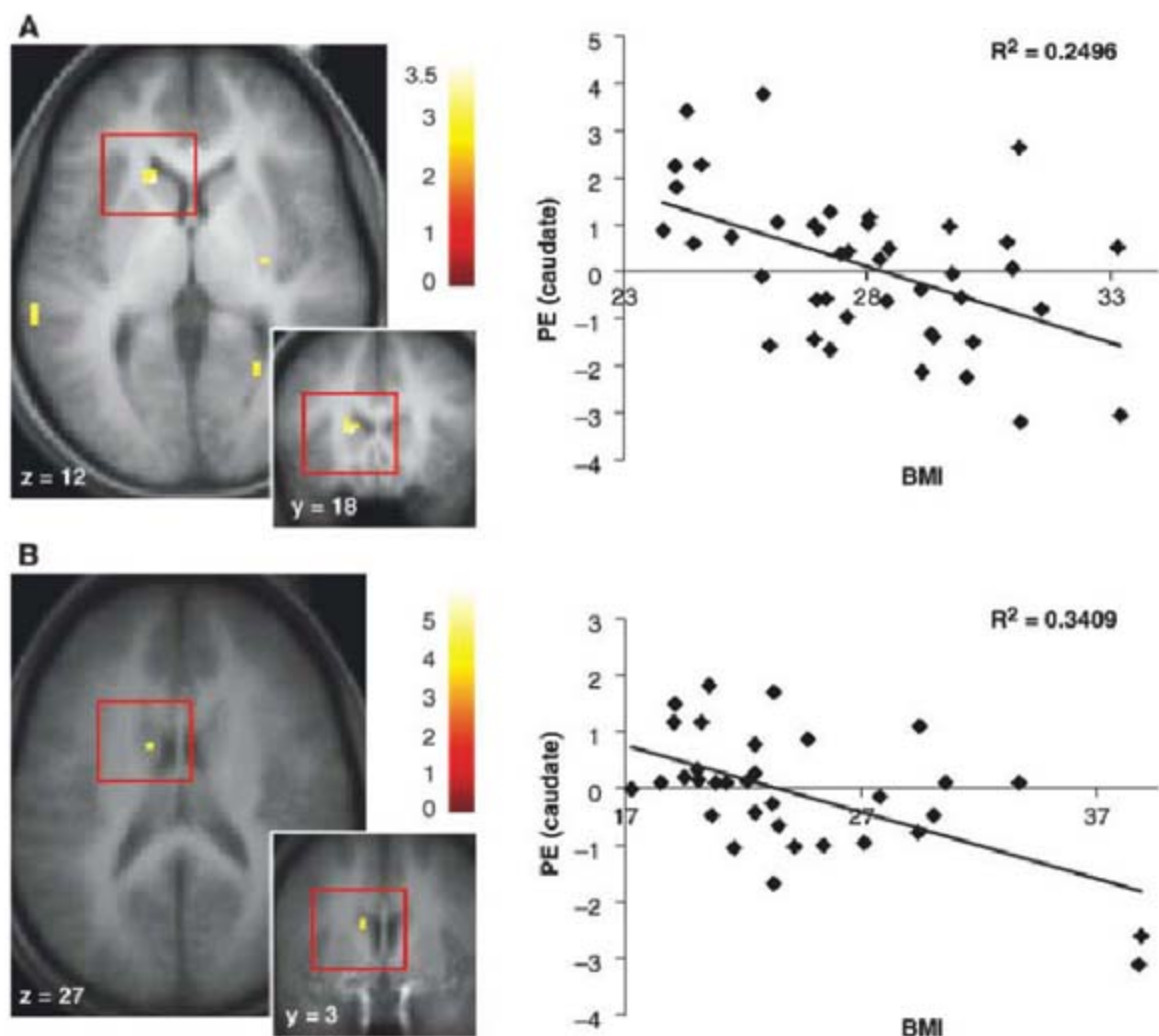 A
3.5
3
2
1
0
z = 12
y = 18
R² = 0.2496
5
4
3
2
1
0
−1
−2
−3
−4
23
28
33
PE (caudate)
BMI
B
5
4
3
2
1
0
z = 27
y = 3
R² = 0.3409
3
2
1
0
−1
−2
−3
−4
17
27
37
PE (caudate)
BMI